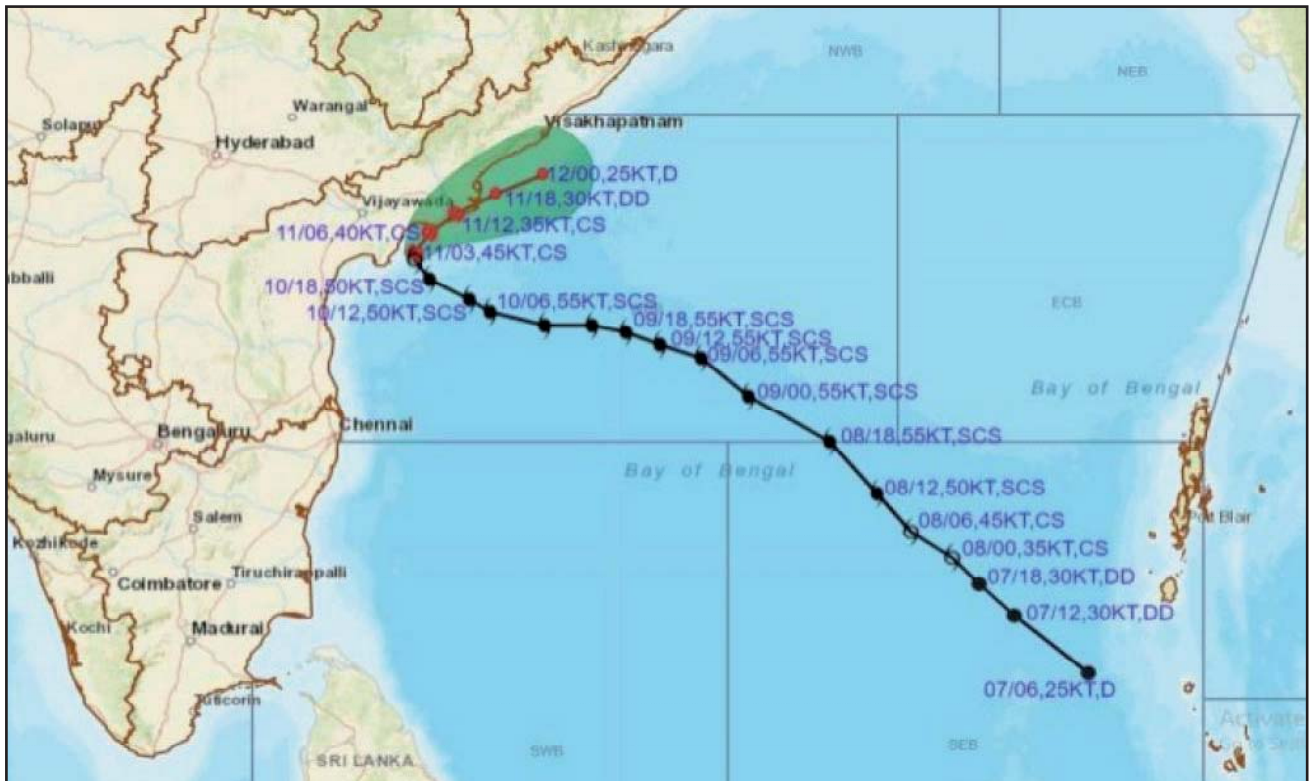 Kashinagara
NWB
NEB
Warangal
Solapur
Hyderabad
Visakhapatnam
12/00,25KT,D
Vijayawada
11/18,30KT,DD
11/12,35KT,CS
11/06,40KT,CS
11/03,45KT,CS
ubballi
10/18,50KT,SCS
10/06,55KT,SCS
ECB
10/12,50KT,SCS
09/18,55KT,SCS
09/12,55KT,SCS
09/06,55KT,SCS
Bay of Bengal
09/00,55KT,SCS
Chennai
galuru
Bengaluru
08/18,55KT,SCS
Bay of Bengal
Mysure
08/12,50KT,SCS
Salem
08/06,45KT,CS
Port Blair
Kozhikode
08/00,35KT,CS
Coimbatore
Tiruchirappalli
07/18,30KT,DD
07/12,30KT,DD
Kochi
Madurai
07/06,25KT,D
Tuticorin
Activate
SWB
SEB
SRI LANKA